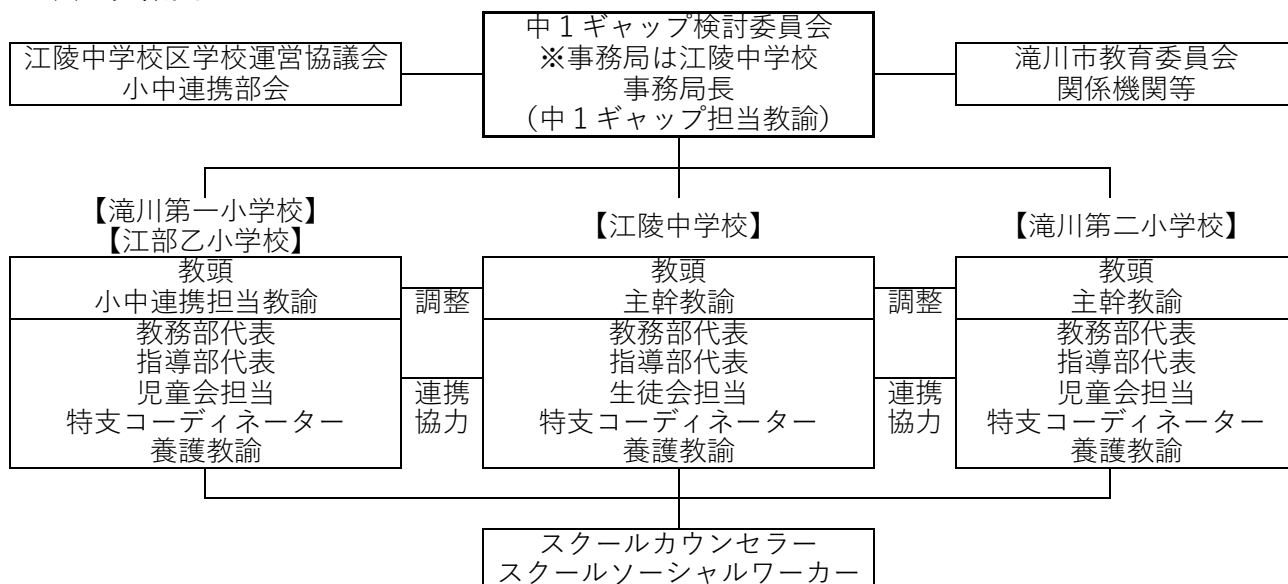 江陵中学校区学校運営協議会
小中連携部会
中１ギャップ検討委員会
※事務局は江陵中学校
事務局長
（中１ギャップ担当教諭）
滝川市教育委員会
関係機関等
【滝川第一小学校】
【江部乙小学校】
【江陵中学校】
【滝川第二小学校】
教頭
小中連携担当教諭
調整
教頭
主幹教諭
調整
教頭
主幹教諭
教務部代表
指導部代表
児童会担当
特支コーディネーター
養護教諭
連携
協力
教務部代表
指導部代表
生徒会担当
特支コーディネーター
養護教諭
連携
協力
教務部代表
指導部代表
児童会担当
特支コーディネーター
養護教諭
スクールカウンセラー
スクールソーシャルワーカー